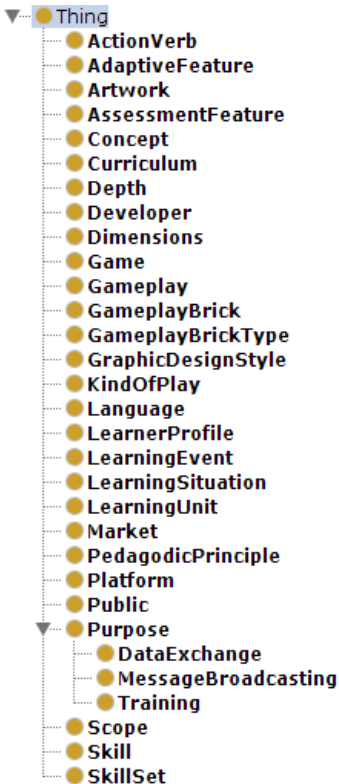 Thing
ActionVerb
AdaptiveFeature
Artwork
AssessmentFeature
Concept
Curriculum
Depth
Developer
Dimensions
Game
Gameplay
GameplayBrick
GameplayBrickType
GraphicDesignStyle
KindOfPlay
Language
LearnerProfile
LearningEvent
LearningSituation
LearningUnit
Market
PedagodicPrinciple
Platform
Public
Purpose
DataExchange
MessageBroadcasting
Training
Scope
Skill
SkillSet